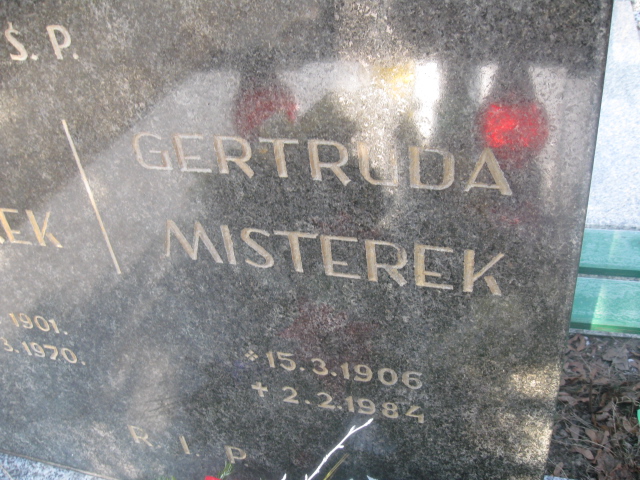 Ś.P.
EK
1901.
3.1970.
GERTRUDA
MISTEREK
* 15.3.1906
+ 2.2.1984
R.I.P